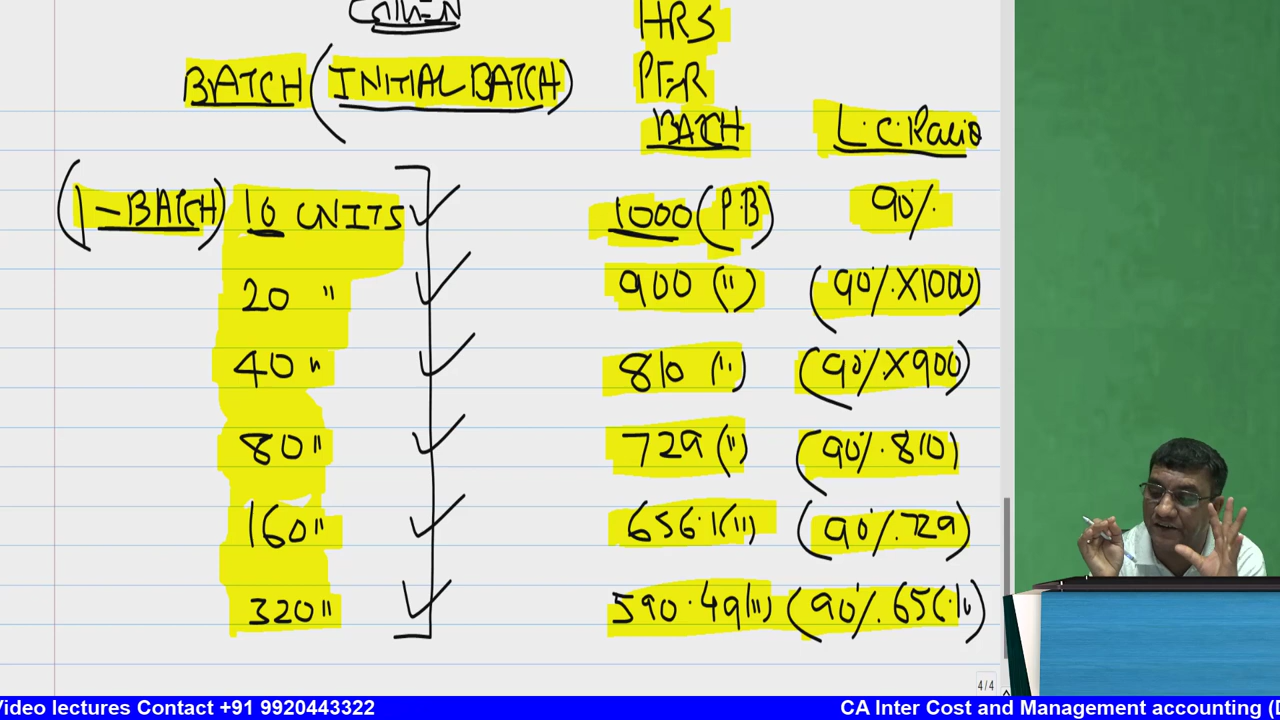 HRS
BATCH (INITIAL BATCH) PER
BATCH L.C. Ratio
(1-BATCH) 10 UNITS 1000 (P.B) 90%
20 " 900 (") (90% X 1000)
40 " 810 (") (90% X 900)
80 " 729 (") (90%. 810)
160 " 656.1 (") (90%. 729)
320 " 590.49 (") (90%. 656.1)
4/4
Video lectures Contact +91 9920443322 CA Inter Cost and Management accounting (